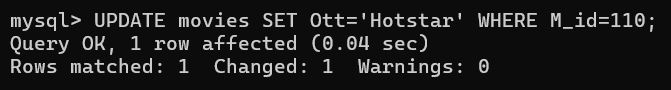 mysql> UPDATE movies SET Ott='Hotstar' WHERE M_id=110;
Query OK, 1 row affected (0.04 sec)
Rows matched: 1  Changed: 1  Warnings: 0